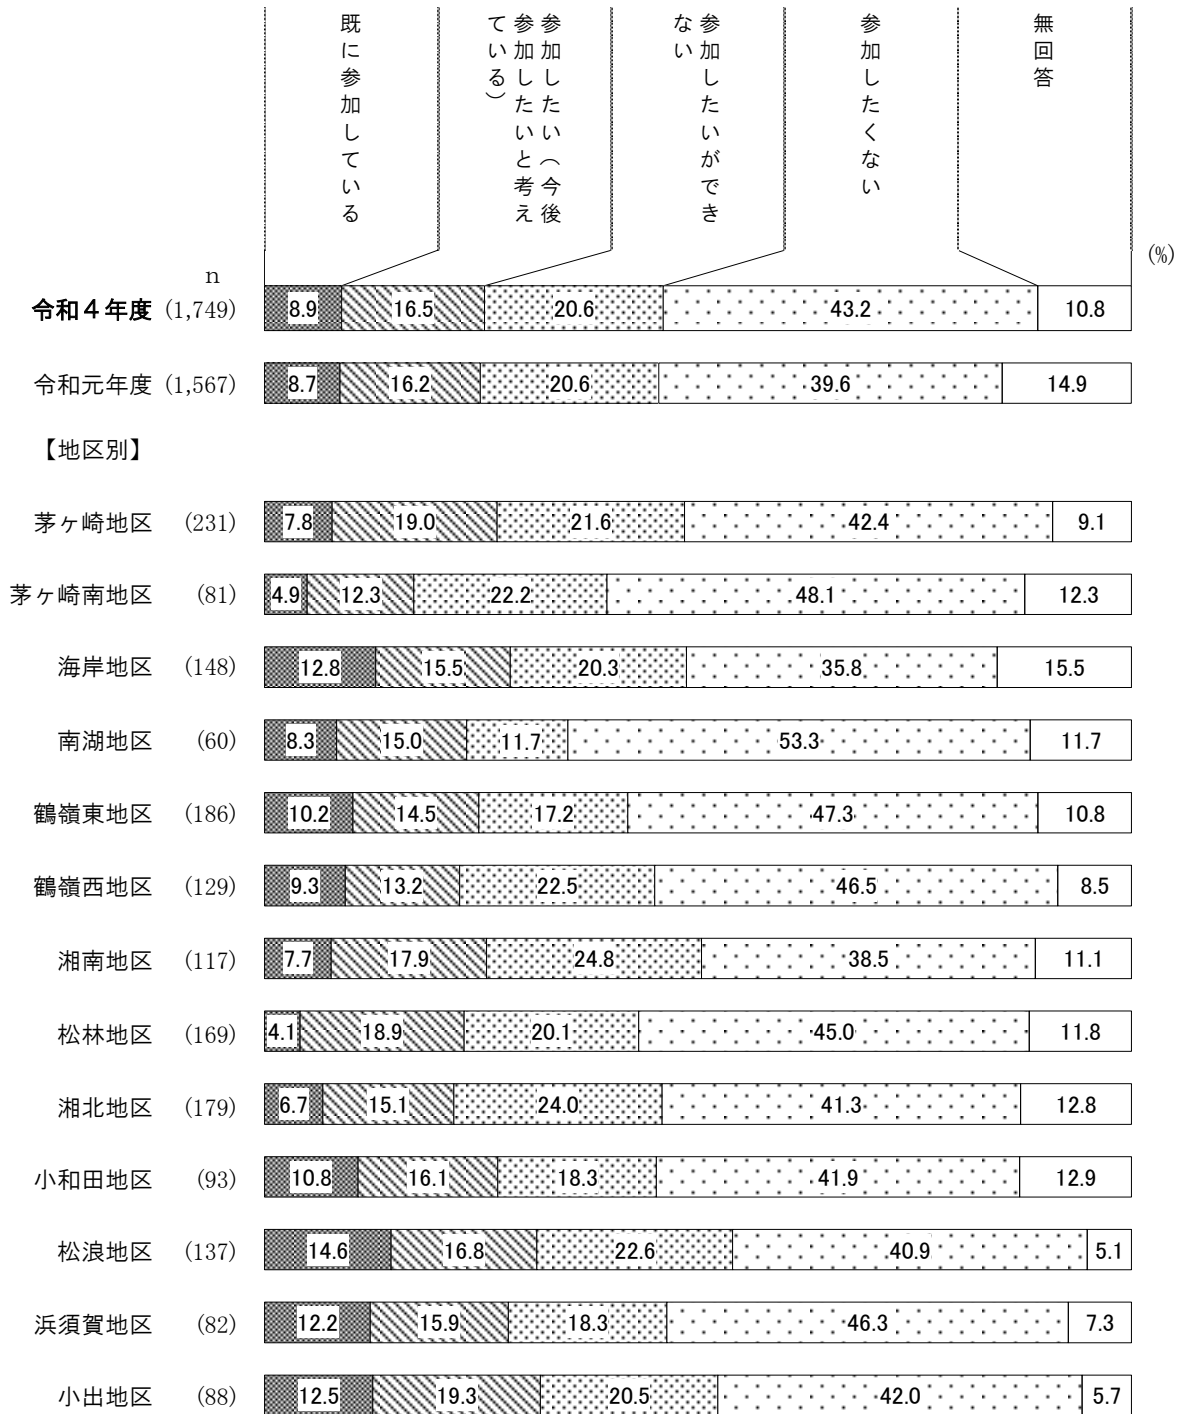 既に参加している
参加したい（今後
参加したいと考え
ている）
参加したいができ
ない
参加したくない
無回答
(%)
n
令和４年度 (1,749) 8.9 16.5 20.6 43.2 10.8
令和元年度 (1,567) 8.7 16.2 20.6 39.6 14.9
【地区別】
茅ヶ崎地区 (231) 7.8 19.0 21.6 42.4 9.1
茅ヶ崎南地区 (81) 4.9 12.3 22.2 48.1 12.3
海岸地区 (148) 12.8 15.5 20.3 35.8 15.5
南湖地区 (60) 8.3 15.0 11.7 53.3 11.7
鶴嶺東地区 (186) 10.2 14.5 17.2 47.3 10.8
鶴嶺西地区 (129) 9.3 13.2 22.5 46.5 8.5
湘南地区 (117) 7.7 17.9 24.8 38.5 11.1
松林地区 (169) 4.1 18.9 20.1 45.0 11.8
湘北地区 (179) 6.7 15.1 24.0 41.3 12.8
小和田地区 (93) 10.8 16.1 18.3 41.9 12.9
松浪地区 (137) 14.6 16.8 22.6 40.9 5.1
浜須賀地区 (82) 12.2 15.9 18.3 46.3 7.3
小出地区 (88) 12.5 19.3 20.5 42.0 5.7